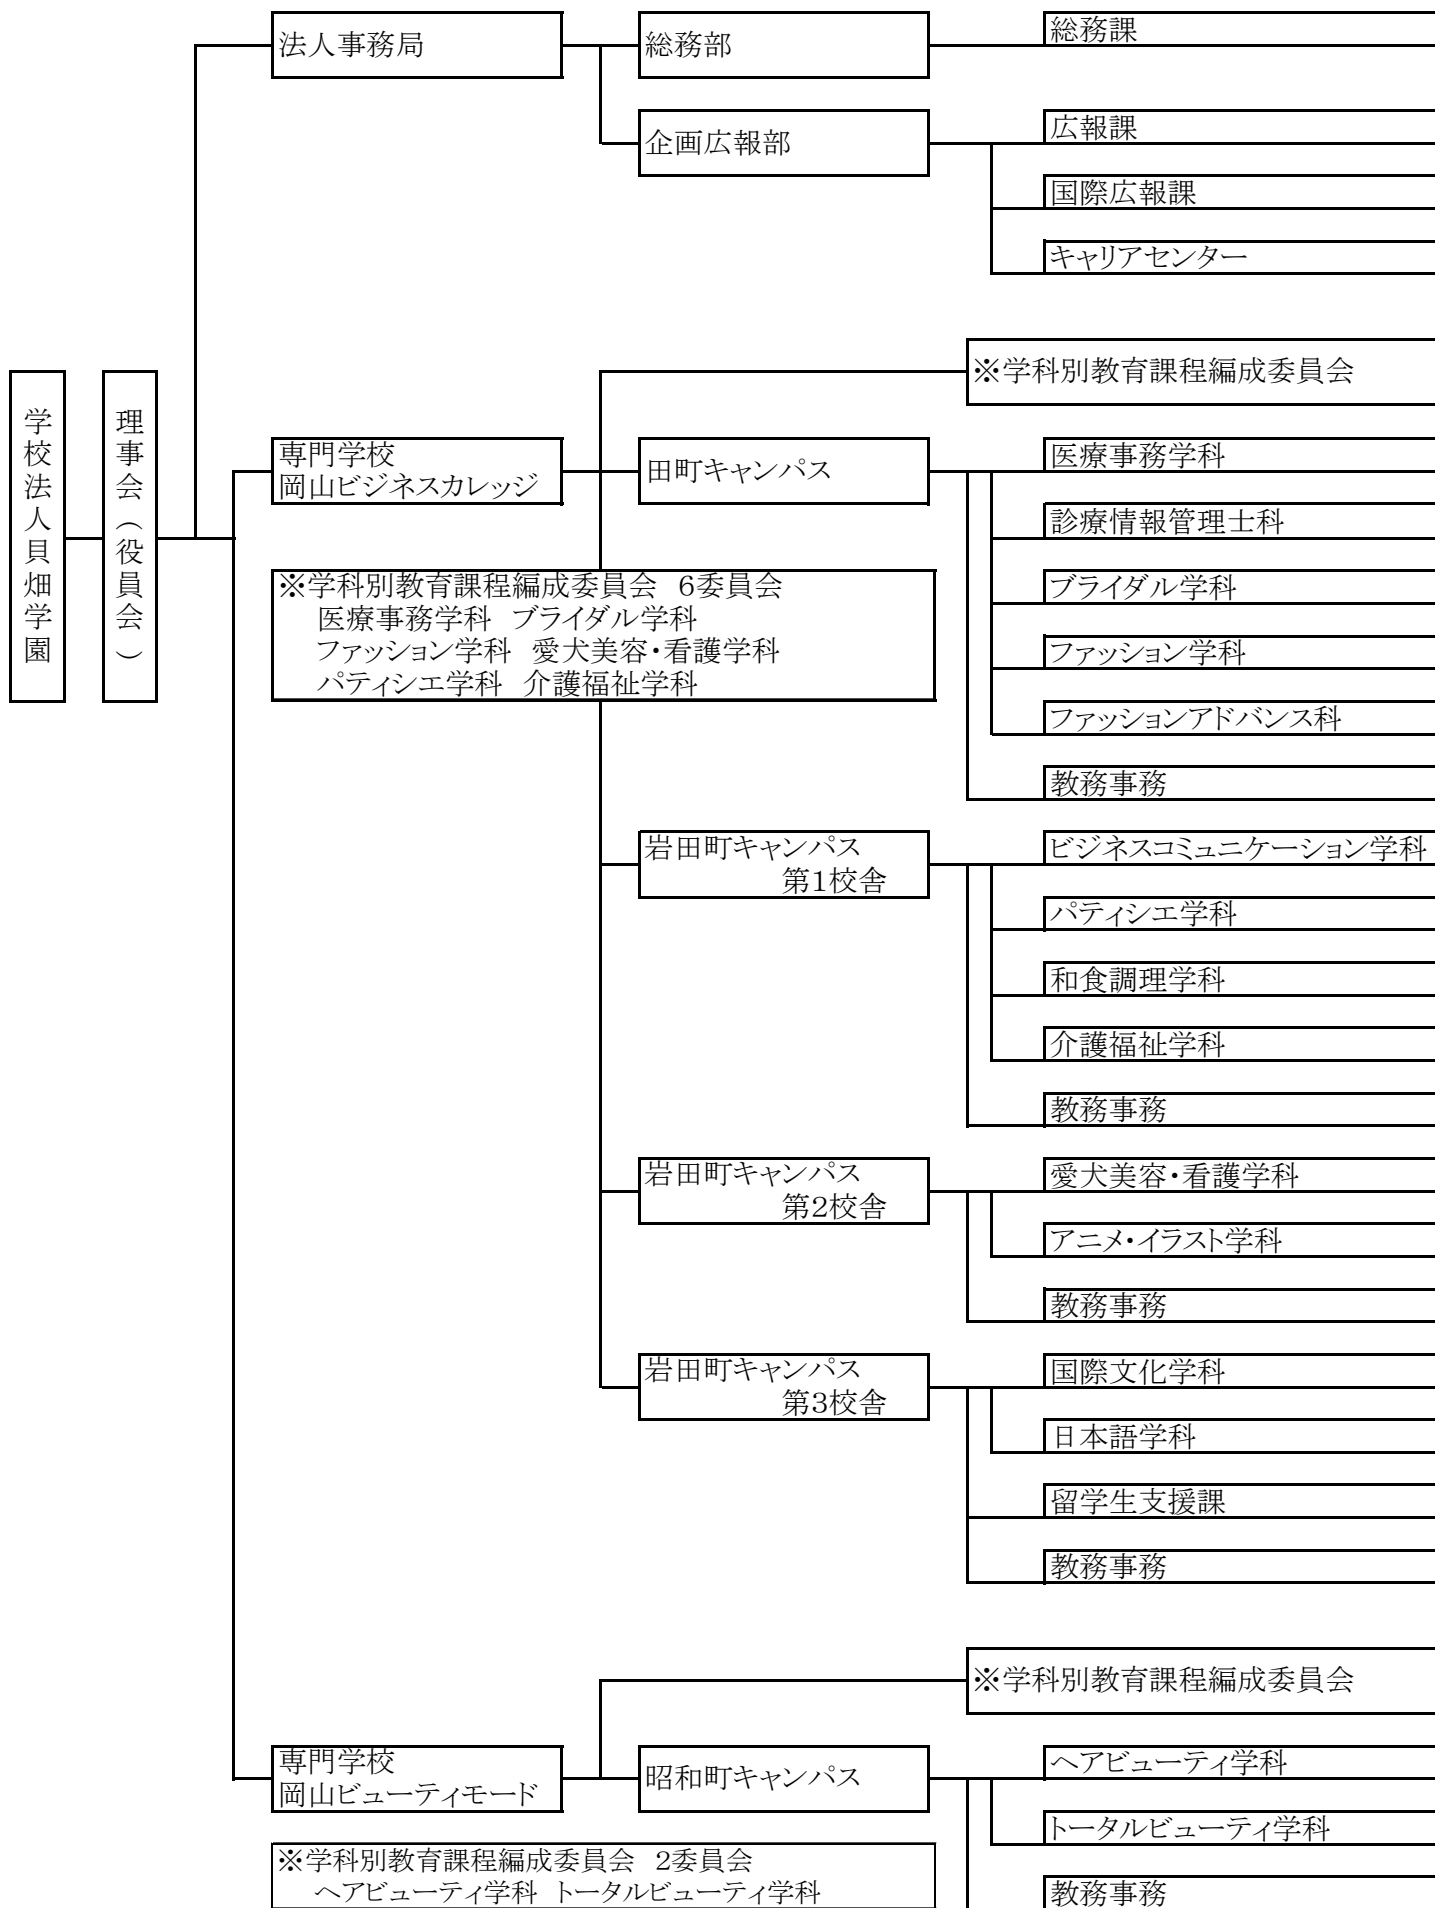 学校法人貝畑学園
理事会(役員会)
法人事務局
総務部
総務課
企画広報部
広報課
国際広報課
キャリアセンター
※学科別教育課程編成委員会
専門学校
岡山ビジネスカレッジ
田町キャンパス
医療事務学科
診療情報管理士科
ブライダル学科
ファッション学科
ファッションアドバンス科
教務事務
※学科別教育課程編成委員会 6委員会
医療事務学科 ブライダル学科
ファッション学科 愛犬美容・看護学科
パティシエ学科 介護福祉学科
岩田町キャンパス
第1校舎
ビジネスコミュニケーション学科
パティシエ学科
和食調理学科
介護福祉学科
教務事務
岩田町キャンパス
第2校舎
愛犬美容・看護学科
アニメ・イラスト学科
教務事務
岩田町キャンパス
第3校舎
国際文化学科
日本語学科
留学生支援課
教務事務
※学科別教育課程編成委員会
専門学校
岡山ビューティモード
昭和町キャンパス
ヘアビューティ学科
トータルビューティ学科
教務事務
※学科別教育課程編成委員会 2委員会
ヘアビューティ学科 トータルビューティ学科